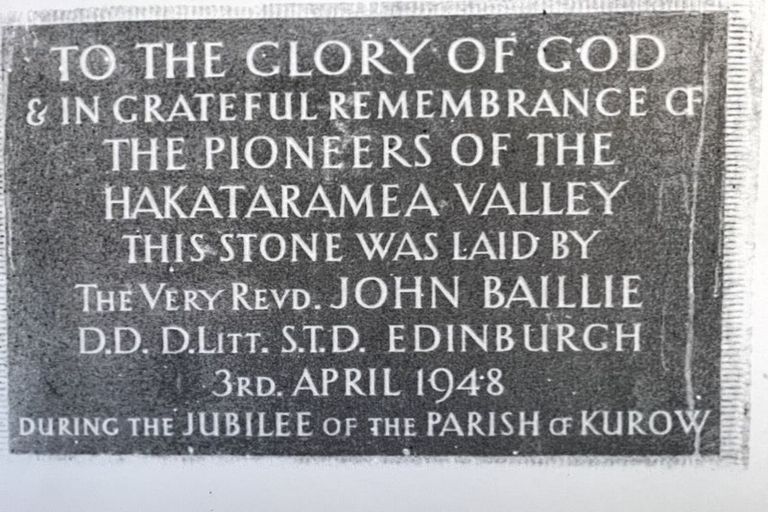 TO THE GLORY OF GOD
& IN GRATEFUL REMEMBRANCE OF
THE PIONEERS OF THE
HAKATARAMEA VALLEY
THIS STONE WAS LAID BY
THE VERY REVD. JOHN BAILLIE
D.D. D.LITT. S.T.D. EDINBURGH
3RD. APRIL 1948
DURING THE JUBILEE OF THE PARISH OF KUROW